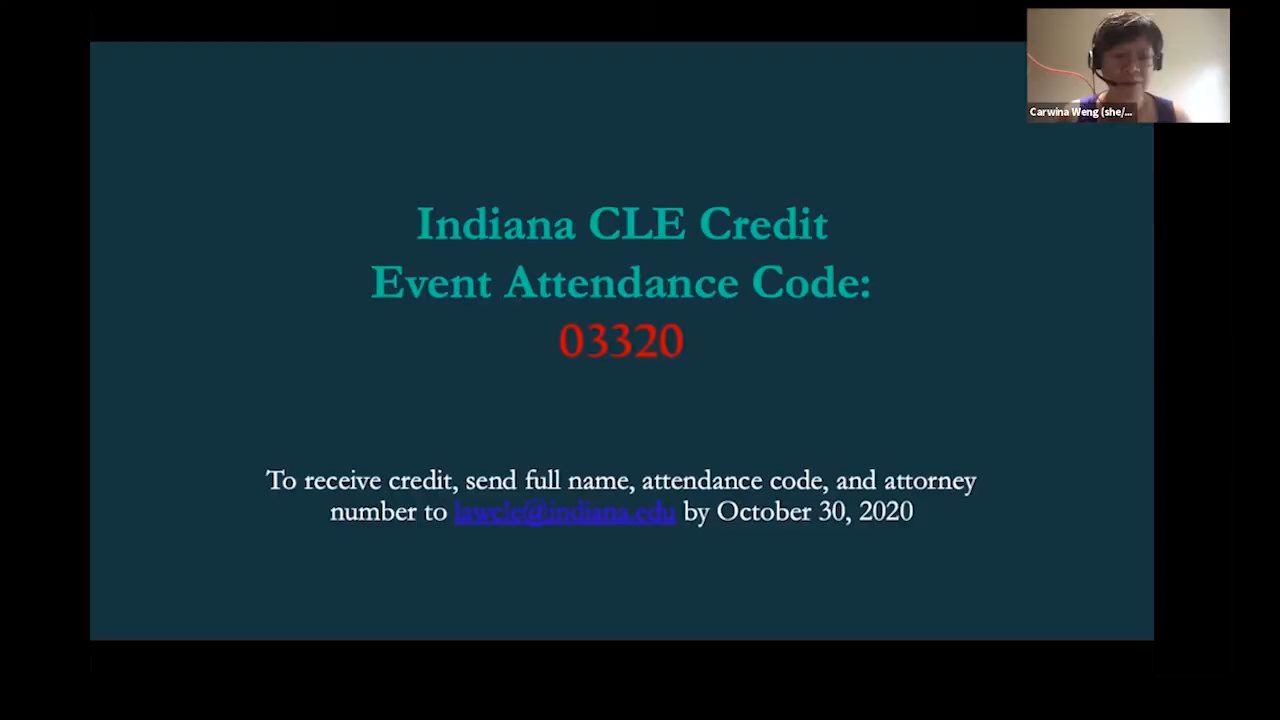 Carwina Weng (she/...
Indiana CLE Credit
Event Attendance Code:
03320
To receive credit, send full name, attendance code, and attorney
number to lawcle@indiana.edu by October 30, 2020